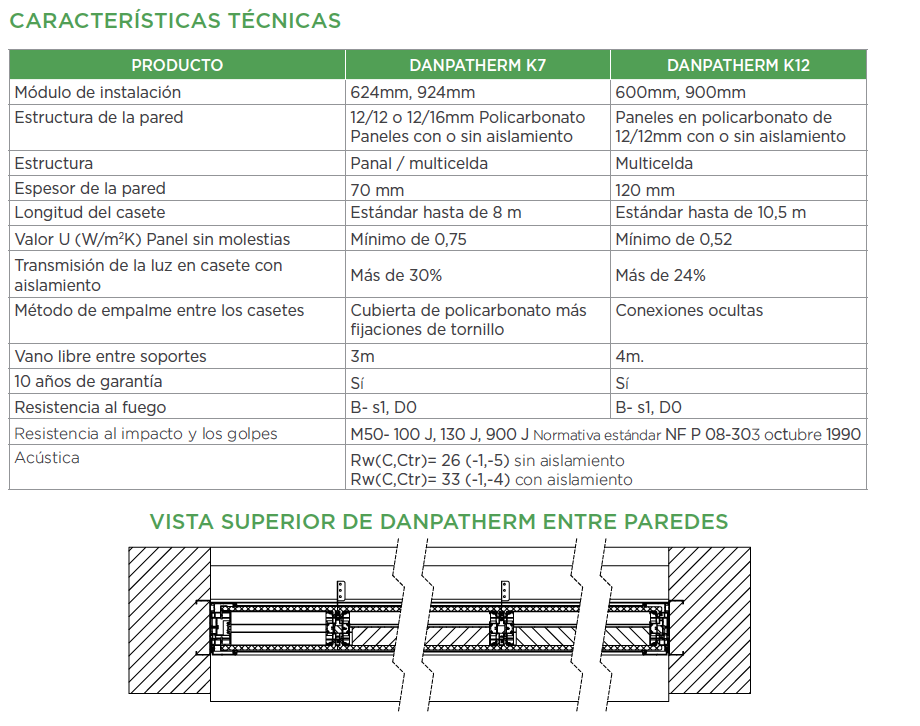 CARACTERÍSTICAS TÉCNICAS
PRODUCTO DANPATHERM K7 DANPATHERM K12
Módulo de instalación 624mm, 924mm 600mm, 900mm
Estructura de la pared 12/12 o 12/16mm Policarbonato Paneles en policarbonato de
Paneles con o sin aislamiento 12/12mm con o sin aislamiento
Estructura Panal / multicelda Multicelda
Espesor de la pared 70 mm 120 mm
Longitud del casete Estándar hasta de 8 m Estándar hasta de 10,5 m
Valor U (W/m²K) Panel sin molestias Mínimo de 0,75 Mínimo de 0,52
Transmisión de la luz en casete con
aislamiento Más de 30% Más de 24%
Método de empalme entre los casetes Cubierta de policarbonato más Conexiones ocultas
fijaciones de tornillo
Vano libre entre soportes 3m 4m.
10 años de garantía Sí Sí
Resistencia al fuego B- s1, D0 B- s1, D0
Resistencia al impacto y los golpes M50- 100 J, 130 J, 900 J Normativa estándar NF P 08-303 octubre 1990
Acústica Rw(C,Ctr)= 26 (-1,-5) sin aislamiento
Rw(C,Ctr)= 33 (-1,-4) con aislamiento
VISTA SUPERIOR DE DANPATHERM ENTRE PAREDES